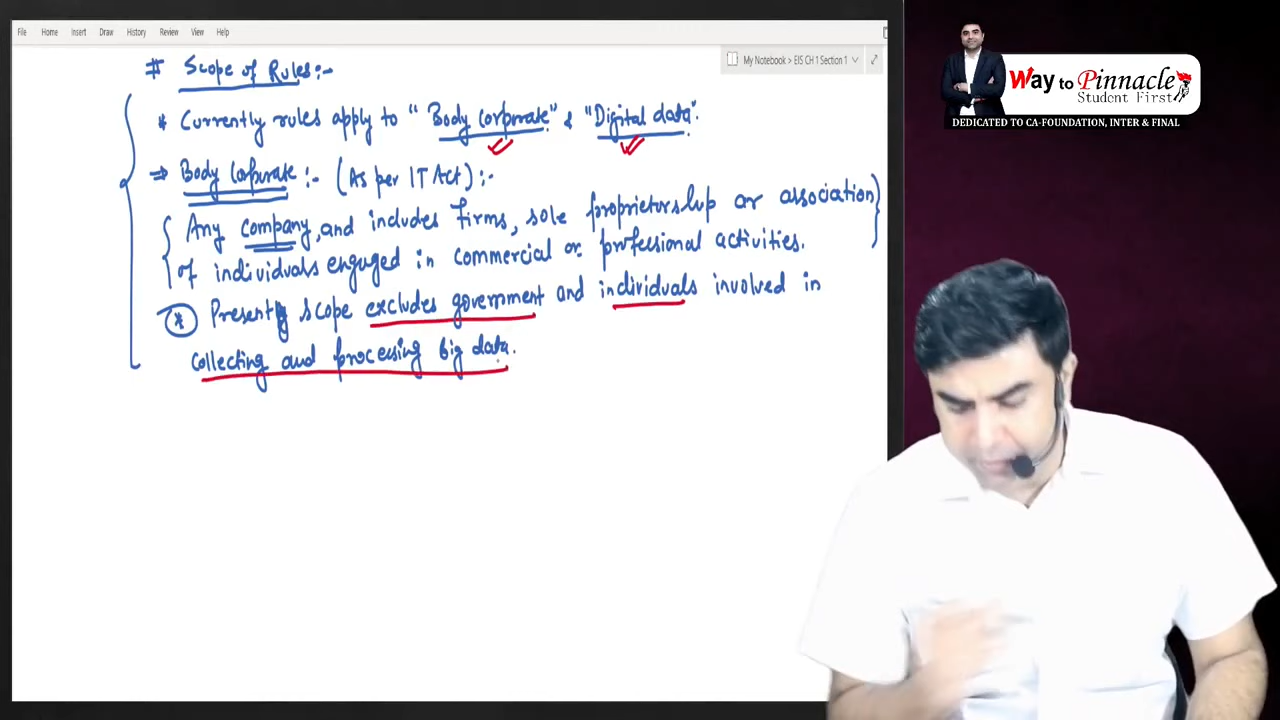 File Home Insert Draw History Review View Help
My Notebook > EIS CH 1 Section 1
# Scope of Rules:-
* Currently rules apply to "Body corporate" & "Digital data".
⇒ Body Corporate :- (As per IT Act) :-
Any company, and includes firms, sole proprietorship or association
of individuals engaged in commercial or professional activities.
* Presently scope excludes government and individuals involved in
collecting and processing big data.
Way to Pinnacle
Student First
DEDICATED TO CA-FOUNDATION, INTER & FINAL